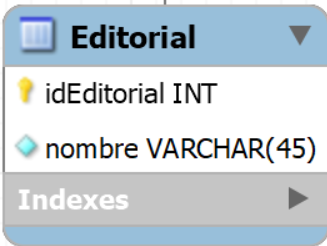 Editorial
idEditorial INT
nombre VARCHAR(45)
Indexes